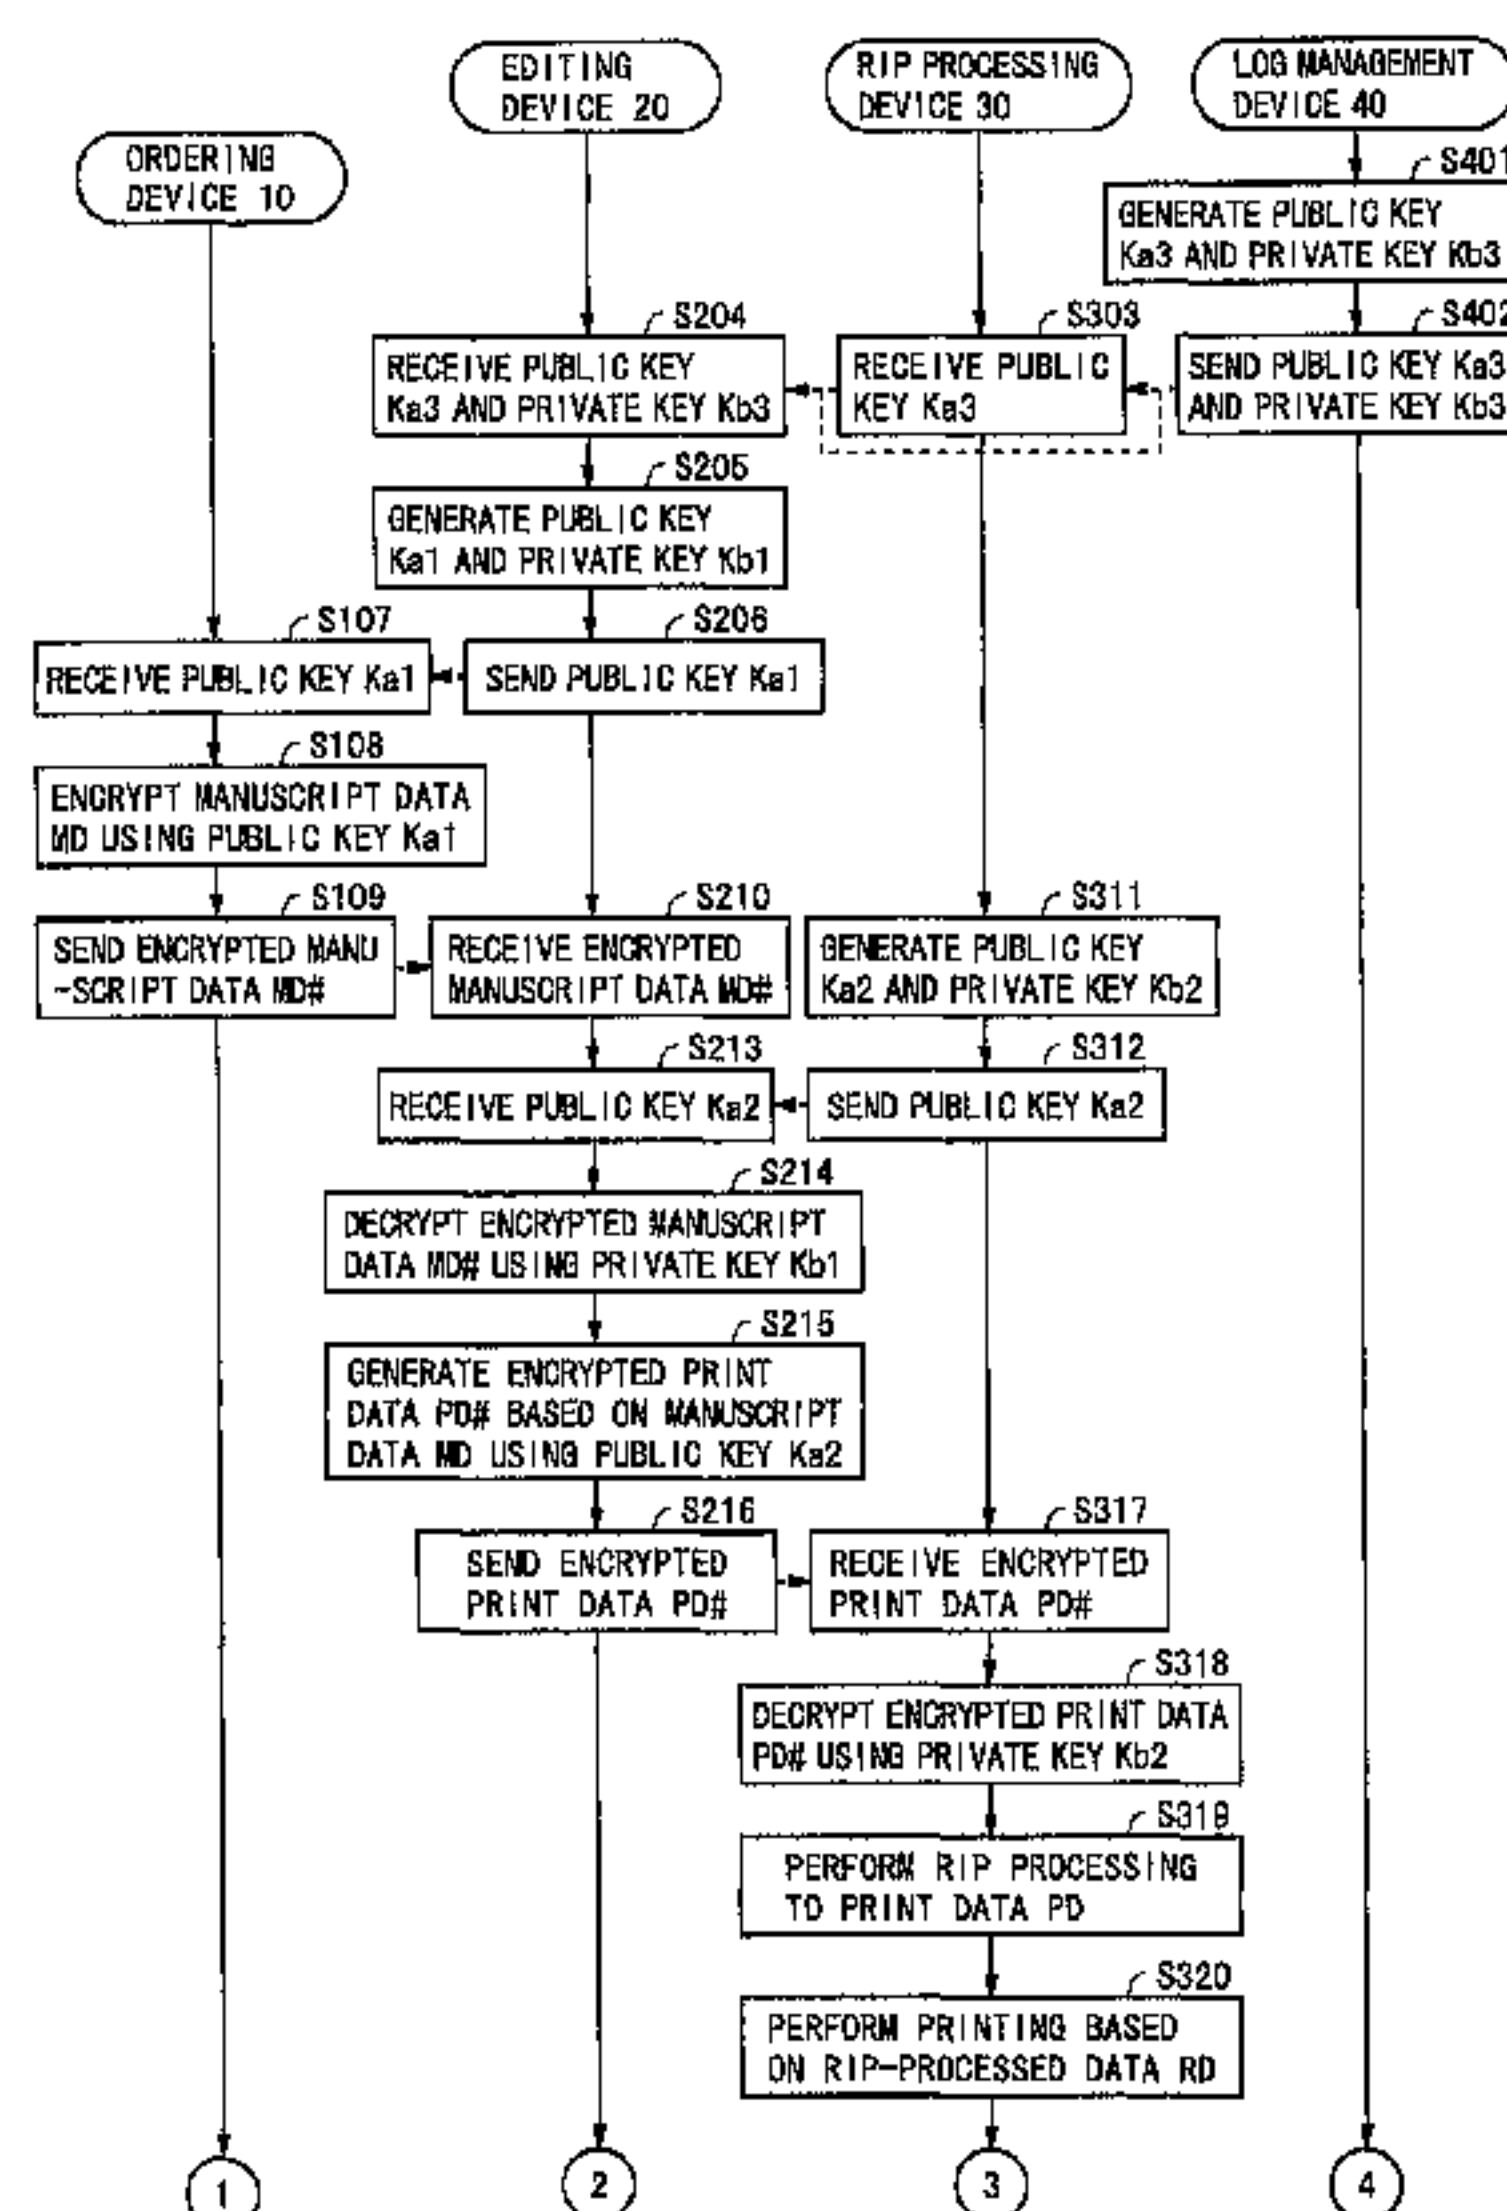 EDITING
DEVICE 20
RIP PROCESSING
DEVICE 30
LOG MANAGEMENT
DEVICE 40
ORDERING
DEVICE 10
S401
GENERATE PUBLIC KEY
Ka3 AND PRIVATE KEY Kb3
S204
RECEIVE PUBLIC KEY
Ka3 AND PRIVATE KEY Kb3
S303
RECEIVE PUBLIC
KEY Ka3
S402
SEND PUBLIC KEY Ka3
AND PRIVATE KEY Kb3
S205
GENERATE PUBLIC KEY
Ka1 AND PRIVATE KEY Kb1
S107
RECEIVE PUBLIC KEY Ka1
S206
SEND PUBLIC KEY Ka1
S108
ENCRYPT MANUSCRIPT DATA
MD USING PUBLIC KEY Ka1
S109
SEND ENCRYPTED MANU
-SCRIPT DATA MD#
S210
RECEIVE ENCRYPTED
MANUSCRIPT DATA MD#
S311
GENERATE PUBLIC KEY
Ka2 AND PRIVATE KEY Kb2
S213
RECEIVE PUBLIC KEY Ka2
S312
SEND PUBLIC KEY Ka2
S214
DECRYPT ENCRYPTED MANUSCRIPT
DATA MD# USING PRIVATE KEY Kb1
S215
GENERATE ENCRYPTED PRINT
DATA PD# BASED ON MANUSCRIPT
DATA MD USING PUBLIC KEY Ka2
S216
SEND ENCRYPTED
PRINT DATA PD#
S317
RECEIVE ENCRYPTED
PRINT DATA PD#
S318
DECRYPT ENCRYPTED PRINT DATA
PD# USING PRIVATE KEY Kb2
S319
PERFORM RIP PROCESSING
TO PRINT DATA PD
S320
PERFORM PRINTING BASED
ON RIP-PROCESSED DATA RD
1
2
3
4